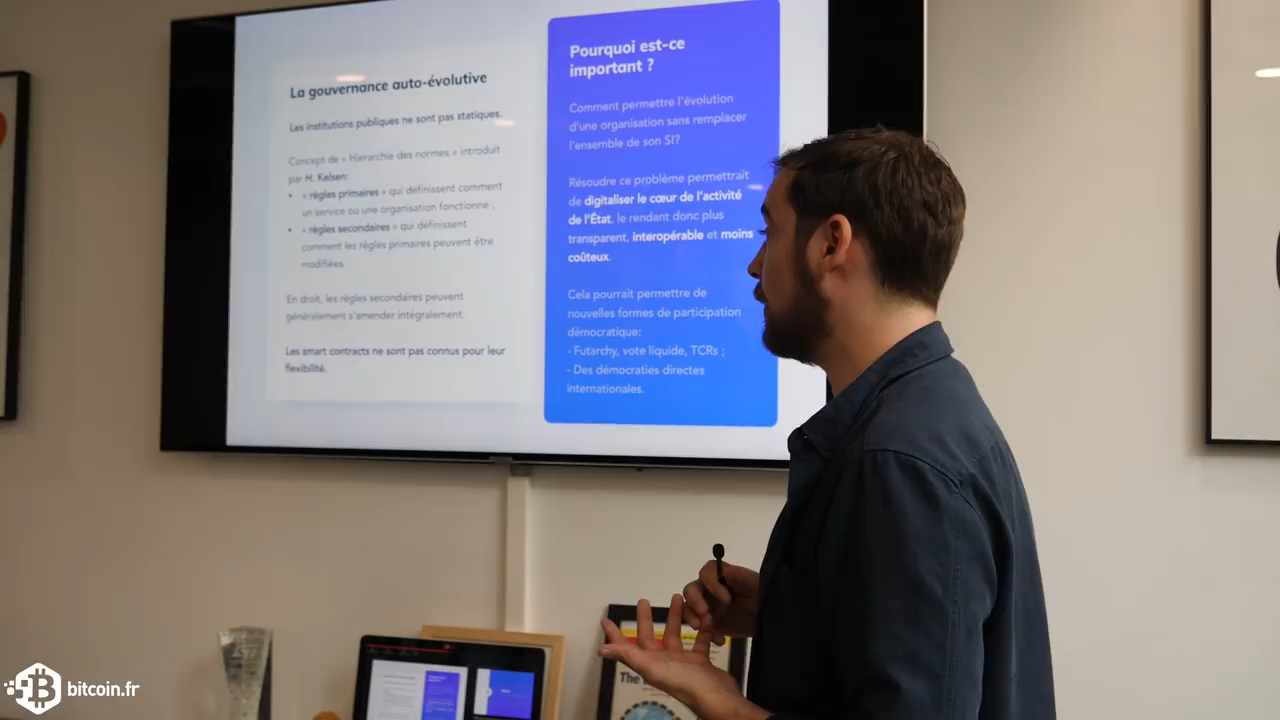 La gouvernance auto-évolutive
Les institutions publiques ne sont pas statiques.
Concept de « Hierarchie des normes » introduit
par H. Kelsen:
• « règles primaires » qui définissent comment
un service ou une organisation fonctionne ;
• « règles secondaires » qui définissent
comment les règles primaires peuvent être
modifiées.
En droit, les règles secondaires peuvent
généralement s'amender intégralement.
Les smart contracts ne sont pas connus pour leur
flexibilité.
Pourquoi est-ce
important ?
Comment permettre l'évolution
d'une organisation sans remplacer
l'ensemble de son SI?
Résoudre ce problème permettrait
de digitaliser le cœur de l'activité
de l'État, le rendant donc plus
transparent, interopérable et moins
coûteux.
Cela pourrait permettre de
nouvelles formes de participation
démocratique:
- Futarchy, vote liquide, TCRs ;
- Des démocraties directes
internationales.
The
bitcoin.fr